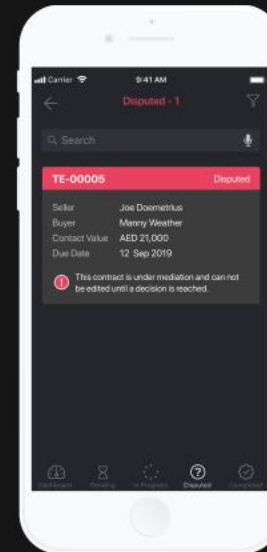 Carrier 9:41 AM
Disputed - 1
Search
TE-00005 Disputed
Seller Joe Doemetrius
Buyer Manny Weather
Contact Value AED 21,000
Due Date 12 Sep 2019
This contract is under mediation and can not
be edited until a decision is reached.
Dashboard Pending In Progress Disputed Completed